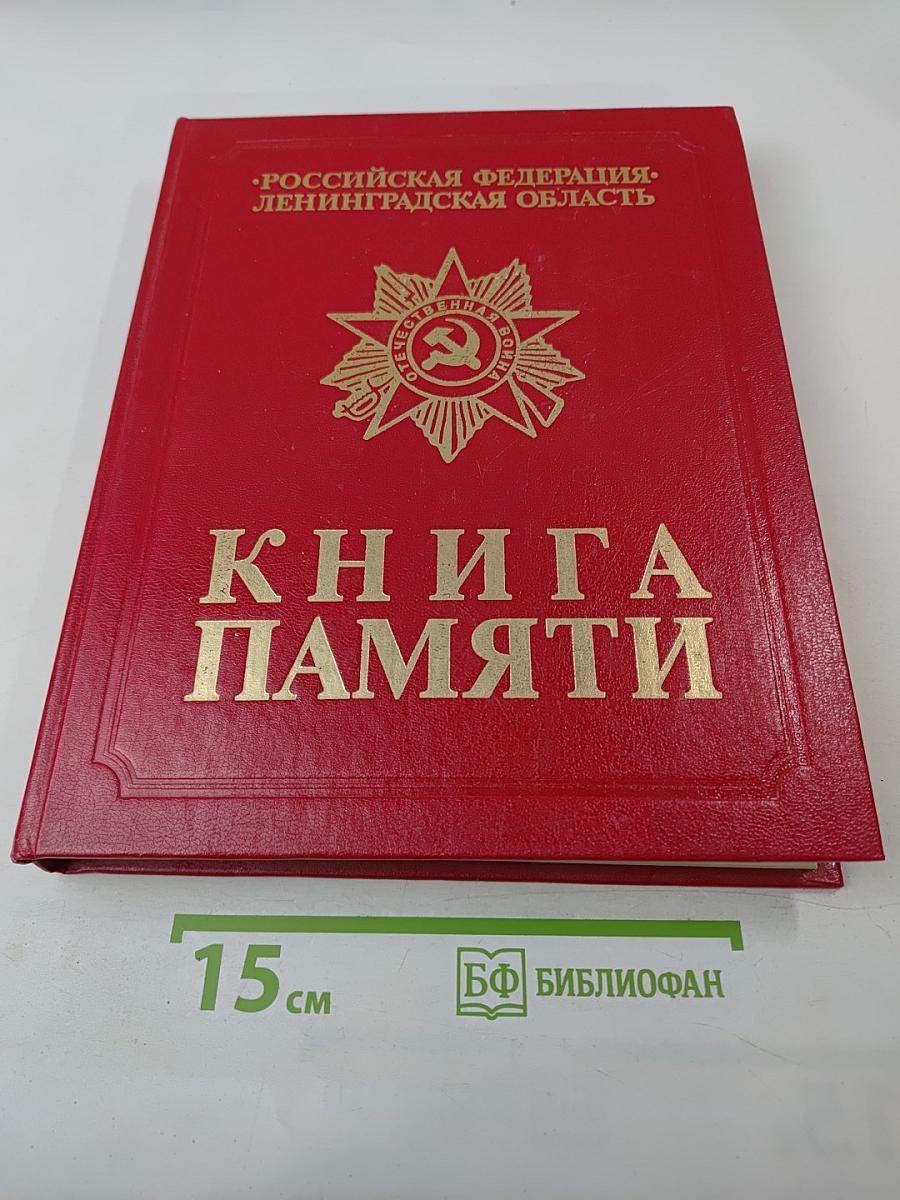 ·РОССИЙСКАЯ ФЕДЕРАЦИЯ·
ЛЕНИНГРАДСКАЯ ОБЛАСТЬ
ОТЕЧЕСТВЕННАЯ ВОЙНА
КНИГА
ПАМЯТИ
15 см
БФ БИБЛИОФАН